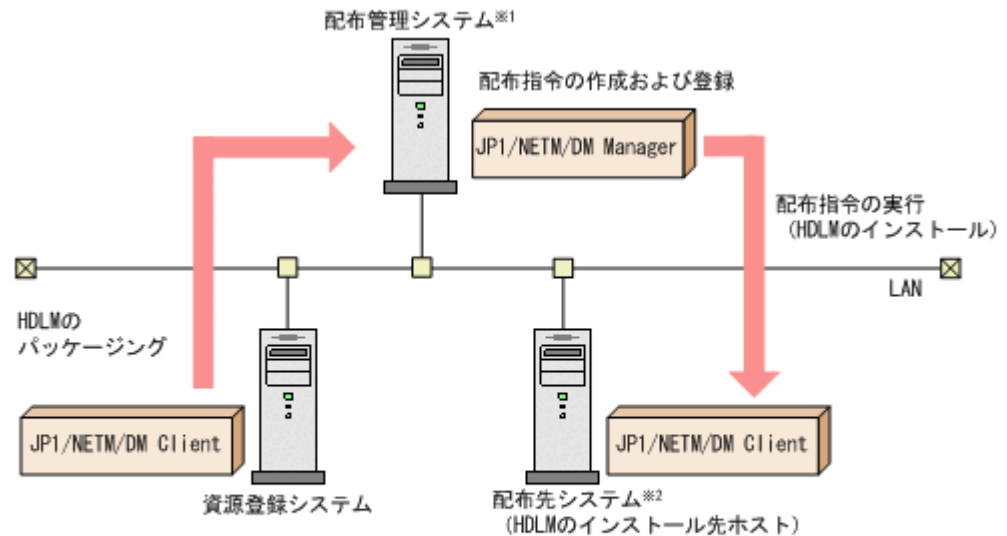 配布管理システム※1
配布指令の作成および登録
JP1/NETM/DM Manager
配布指令の実行
（HDLMのインストール）
LAN
HDLMの
パッケージング
JP1/NETM/DM Client
資源登録システム
JP1/NETM/DM Client
配布先システム※2
（HDLMのインストール先ホスト）